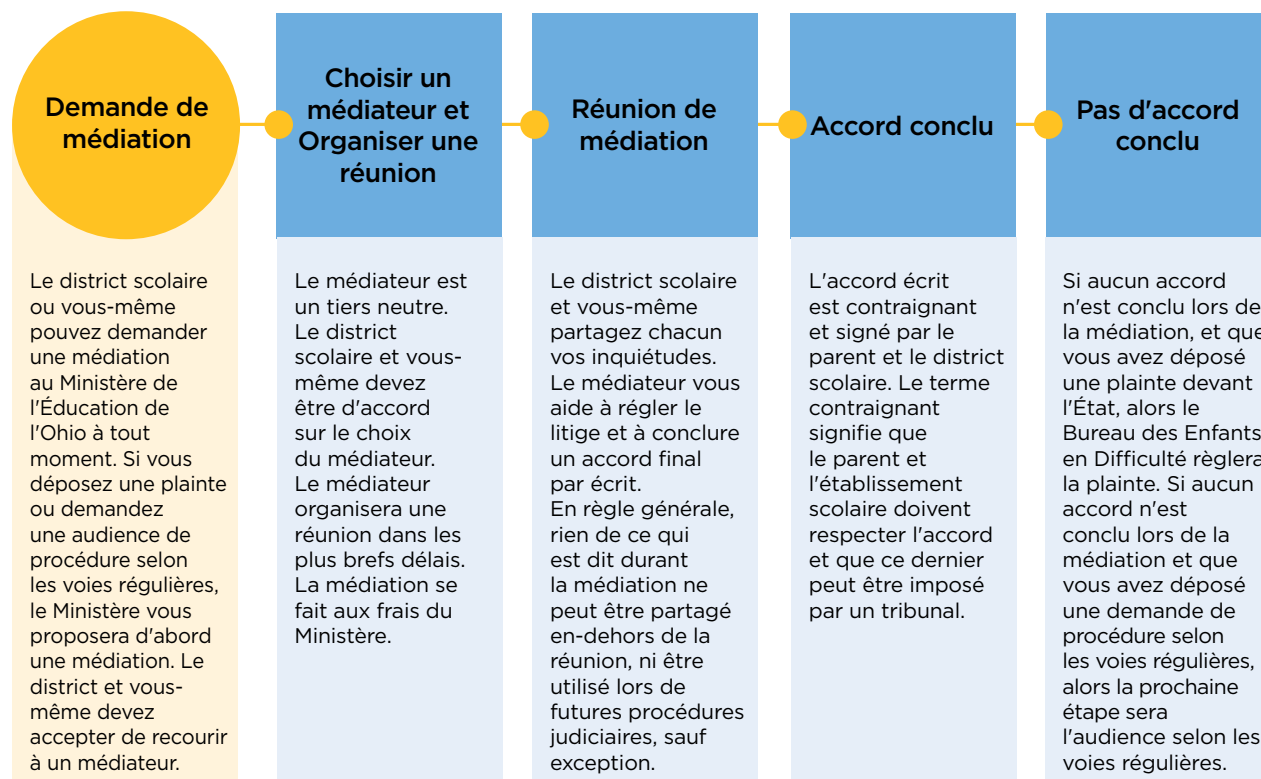 Demande de
médiation
Le district scolaire
ou vous-même
pouvez demander
une médiation
au Ministère de
l'Éducation de
l'Ohio à tout
moment. Si vous
déposez une plainte
ou demandez
une audience de
procédure selon
les voies régulières,
le Ministère vous
proposera d'abord
une médiation. Le
district et vous-
même devez
accepter de recourir
à un médiateur.
Choisir un
médiateur et
Organiser une
réunion
Le médiateur est
un tiers neutre.
Le district
scolaire et vous-
même devez
être d'accord
sur le choix
du médiateur.
Le médiateur
organisera une
réunion dans les
plus brefs délais.
La médiation se
fait aux frais du
Ministère.
Réunion de
médiation
Le district scolaire
et vous-même
partagez chacun
vos inquiétudes.
Le médiateur vous
aide à régler le
litige et à conclure
un accord final
par écrit.
En règle générale,
rien de ce qui
est dit durant
la médiation ne
peut être partagé
en-dehors de la
réunion, ni être
utilisé lors de
futures procédures
judiciaires, sauf
exception.
Accord conclu
L'accord écrit
est contraignant
et signé par le
parent et le district
scolaire. Le terme
contraignant
signifie que
le parent et
l'établissement
scolaire doivent
respecter l'accord
et que ce dernier
peut être imposé
par un tribunal.
Pas d'accord
conclu
Si aucun accord
n'est conclu lors de
la médiation, et que
vous avez déposé
une plainte devant
l'État, alors le
Bureau des Enfants
en Difficulté règlera
la plainte. Si aucun
accord n'est
conclu lors de la
médiation et que
vous avez déposé
une demande de
procédure selon
les voies régulières,
alors la prochaine
étape sera
l'audience selon les
voies régulières.